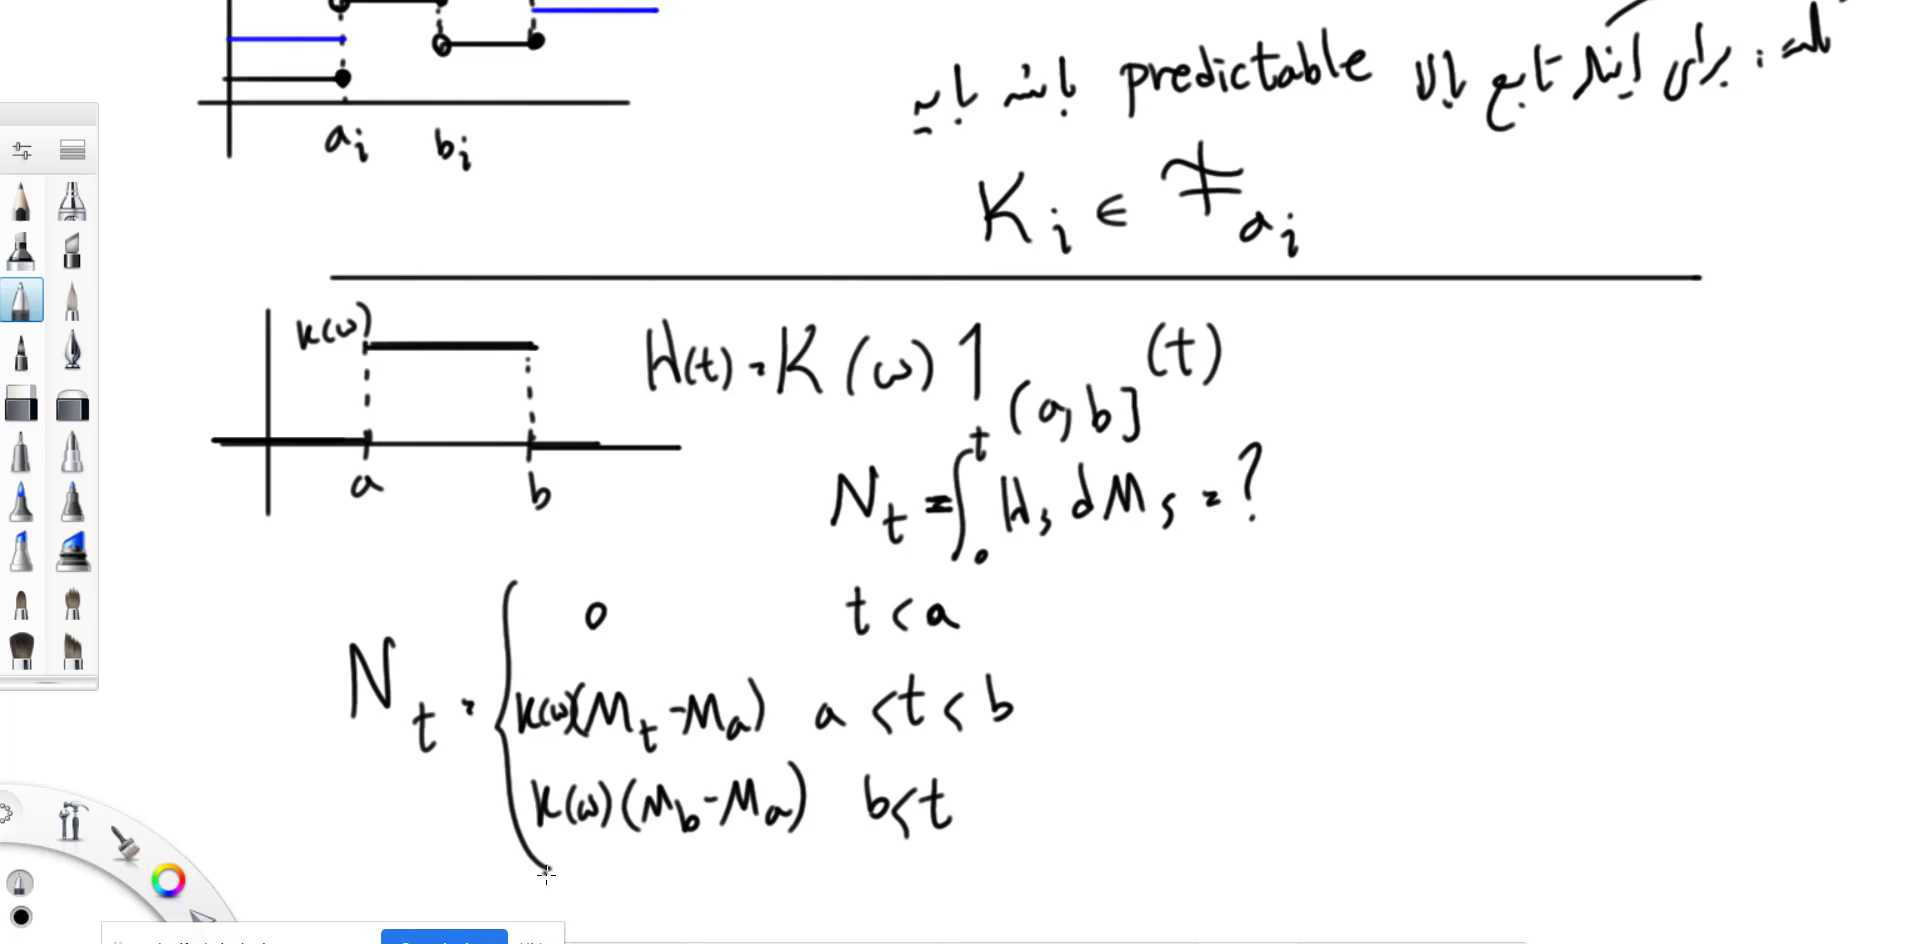 a_i b_i
: برای اینکه تابع بالا predictable باشد باید
K_i ∈ F_{a_i}
K(ω)
a b
H(t) = K(ω) 1_{(a,b]}(t)
N_t = ∫_0^t H_s dM_s = ?
N_t = {
0 t < a
K(ω)(M_t - M_a) a < t < b
K(ω)(M_b - M_a) b < t